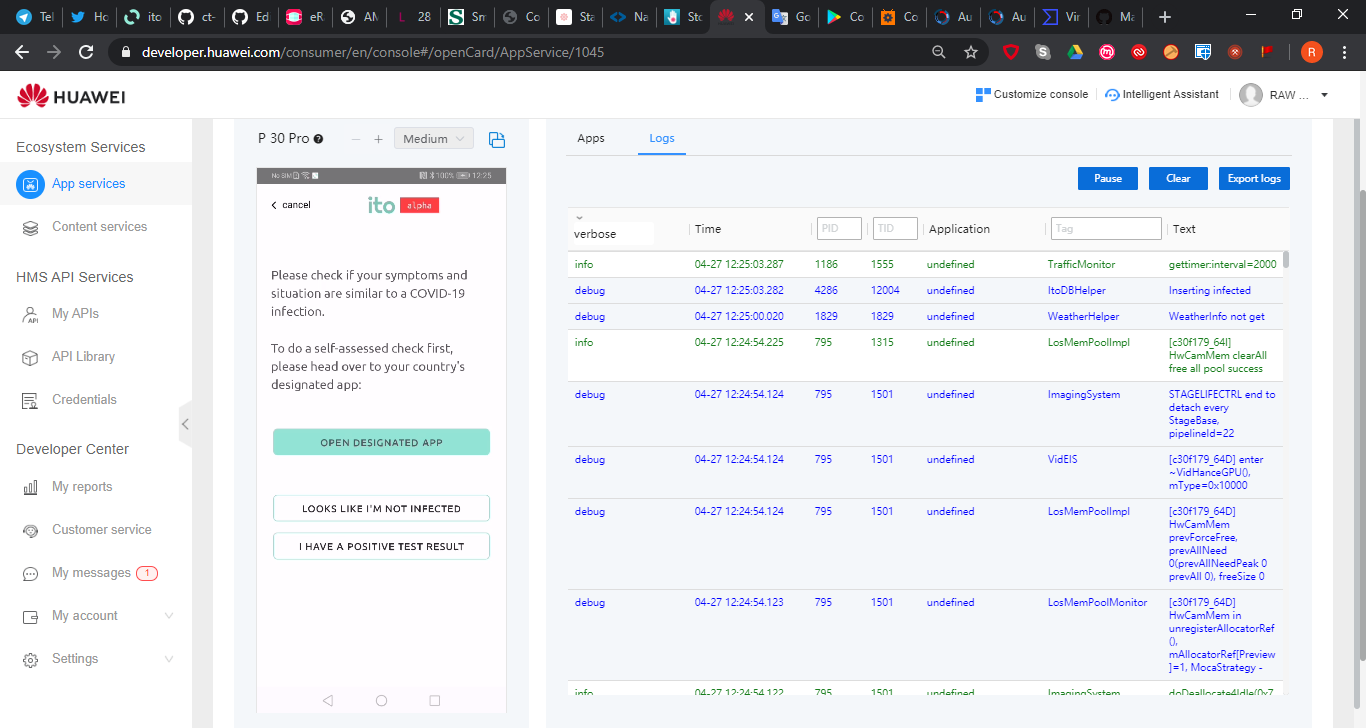 Tel
Ho
ito
ct-
Ed
eRa
AN
L 28
Sm
Co
Sta
Na
Sto
Go
Co
Co
Au
Au
Vir
Ma
developer.huawei.com/consumer/en/console#/openCard/AppService/1045
R
HUAWEI
Customize console
Intelligent Assistant
RAW ...
Ecosystem Services
App services
Content services
HMS API Services
My APIs
API Library
Credentials
Developer Center
My reports
Customer service
My messages 1
My account
Settings
P 30 Pro
− + Medium
No SIM 100% 12:25
cancel
ito alpha
Please check if your symptoms and
situation are similar to a COVID-19
infection.
To do a self-assessed check first,
please head over to your country's
designated app:
OPEN DESIGNATED APP
LOOKS LIKE I'M NOT INFECTED
I HAVE A POSITIVE TEST RESULT
Apps Logs
Pause Clear Export logs
verbose Time PID TID Application Tag Text
info 04-27 12:25:03.287 1186 1555 undefined TrafficMonitor gettimer:interval=2000
debug 04-27 12:25:03.282 4286 12004 undefined ItoDBHelper Inserting infected
debug 04-27 12:25:00.020 1829 1829 undefined WeatherHelper WeatherInfo not get
info 04-27 12:24:54.225 795 1315 undefined LosMemPoolImpl [c30f179_64I]
HwCamMem clearAll
free all pool success
debug 04-27 12:24:54.124 795 1501 undefined ImagingSystem STAGELIFECTRL end to
detach every
StageBase,
pipelineId=22
debug 04-27 12:24:54.124 795 1501 undefined VidEIS [c30f179_64D] enter
~VidHanceGPU(),
mType=0x10000
debug 04-27 12:24:54.124 795 1501 undefined LosMemPoolImpl [c30f179_64D]
HwCamMem
prevForceFree,
prevAllNeed
0(prevAllNeedPeak 0
prevAll 0), freeSize 0
debug 04-27 12:24:54.123 795 1501 undefined LosMemPoolMonitor [c30f179_64D]
HwCamMem in
unregisterAllocatorRef
(),
mAllocatorRef[Preview
]=1, MocaStrategy -
info 04-27 12:24:54.122 795 1501 undefined ImagingSystem doDeallocate4Idle(0x7